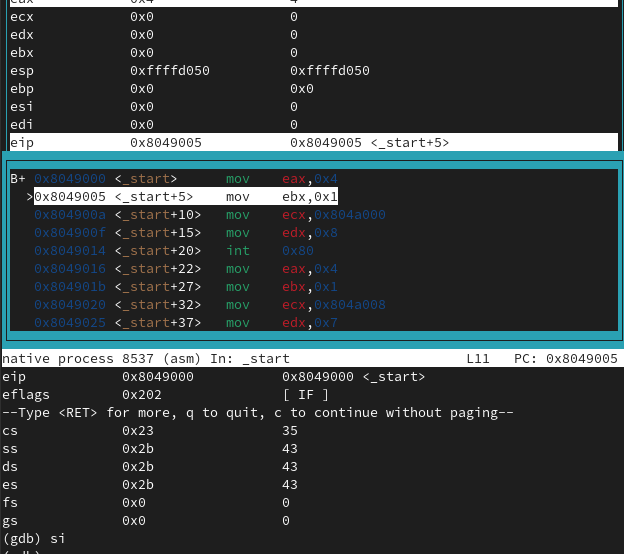 eax 0x4 4
ecx 0x0 0
edx 0x0 0
ebx 0x0 0
esp 0xffffd050 0xffffd050
ebp 0x0 0x0
esi 0x0 0
edi 0x0 0
eip 0x8049005 0x8049005 <_start+5>
B+ 0x8049000 <_start> mov eax,0x4
>0x8049005 <_start+5> mov ebx,0x1
0x804900a <_start+10> mov ecx,0x804a000
0x804900f <_start+15> mov edx,0x8
0x8049014 <_start+20> int 0x80
0x8049016 <_start+22> mov eax,0x4
0x804901b <_start+27> mov ebx,0x1
0x8049020 <_start+32> mov ecx,0x804a008
0x8049025 <_start+37> mov edx,0x7
native process 8537 (asm) In: _start L11 PC: 0x8049005
eip 0x8049000 0x8049000 <_start>
eflags 0x202 [ IF ]
--Type <RET> for more, q to quit, c to continue without paging--
cs 0x23 35
ss 0x2b 43
ds 0x2b 43
es 0x2b 43
fs 0x0 0
gs 0x0 0
(gdb) si
(gdb)